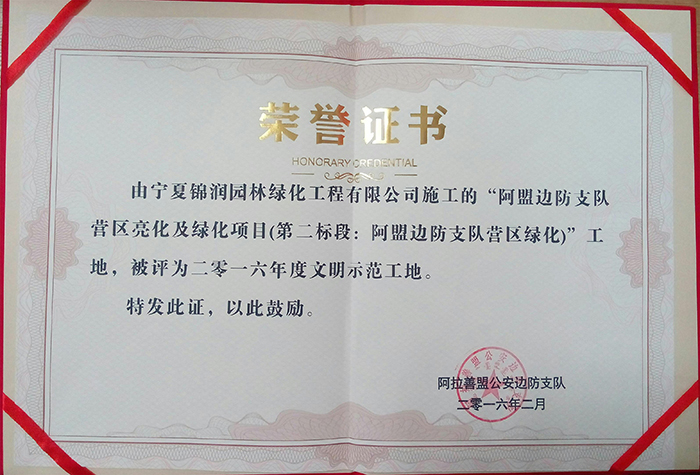 荣誉证书
HONORARY CREDENTIAL
由宁夏锦润园林绿化工程有限公司施工的“阿盟边防支队
营区亮化及绿化项目(第二标段：阿盟边防支队营区绿化)”工
地，被评为二零一六年度文明示范工地。
特发此证，以此鼓励。
阿拉善盟公安边防支队
二零一六年二月